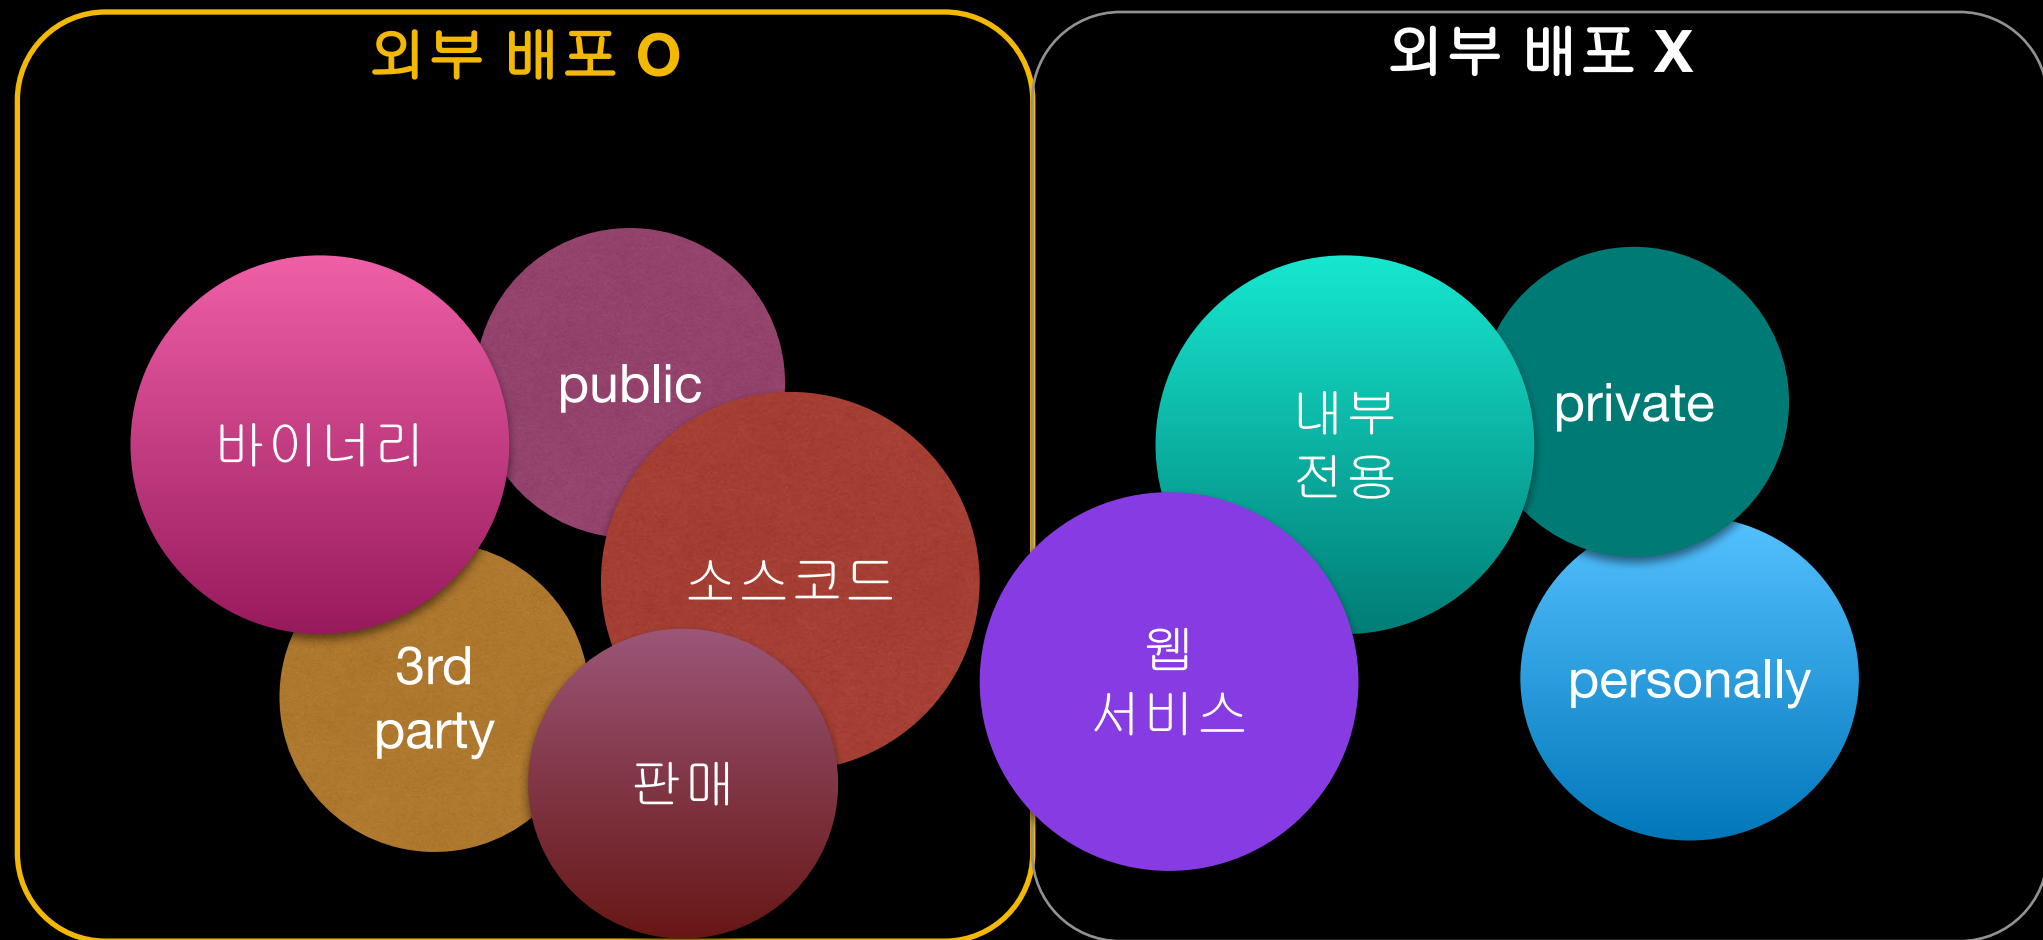 외부 배포 O
바이너리
public
소스코드
3rd
party
판매
외부 배포 X
내부
전용
private
웹
서비스
personally